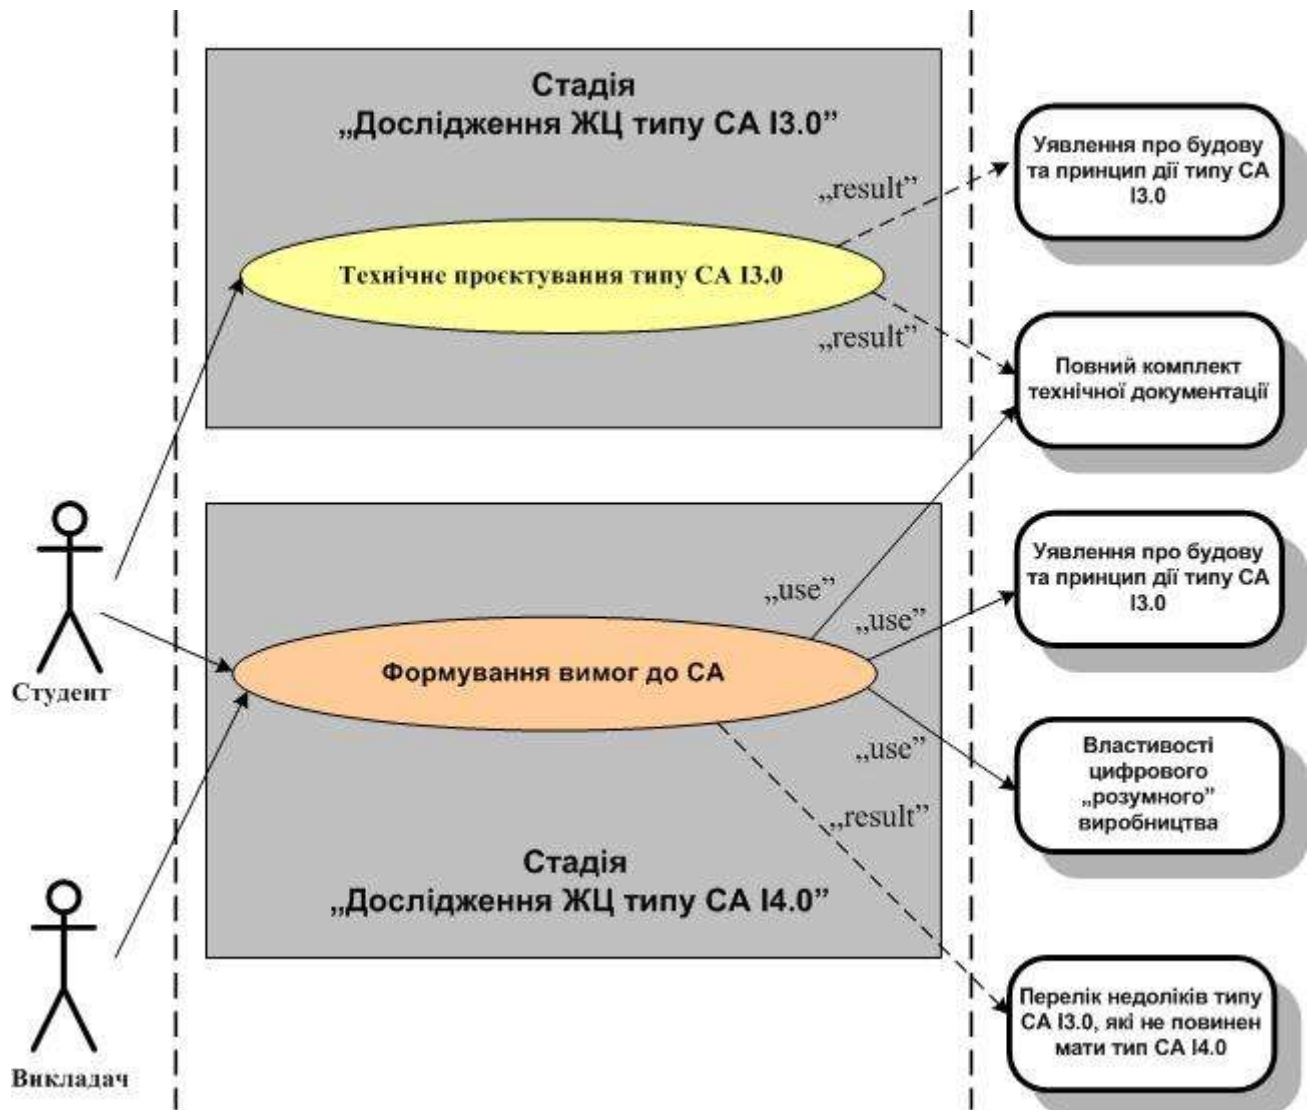 Стадія
„Дослідження ЖЦ типу СА І3.0”
„result”
Технічне проєктування типу СА І3.0
„result”
Уявлення про будову
та принцип дії типу СА
І3.0
Повний комплект
технічної документації
Студент
Викладач
„use”
„use”
Формування вимог до СА
„use”
„result”
Стадія
„Дослідження ЖЦ типу СА І4.0”
Уявлення про будову
та принцип дії типу СА
І3.0
Властивості
цифрового
„розумного”
виробництва
Перелік недоліків типу
СА І3.0, які не повинен
мати тип СА І4.0